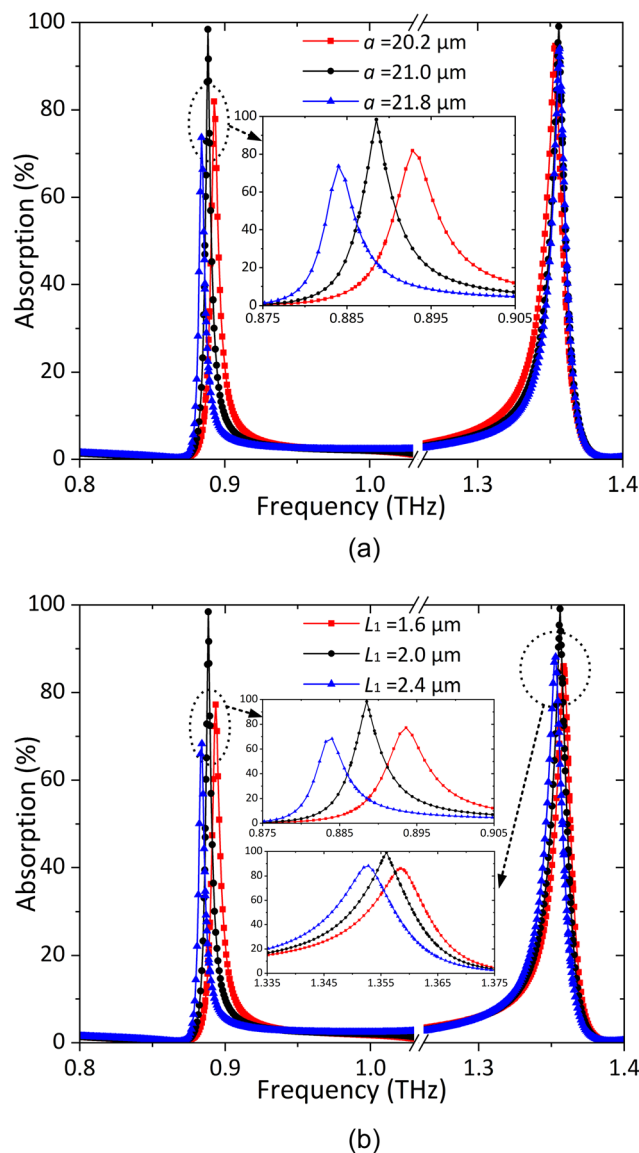 100
80
60
40
20
0
Absorption (%)
a =20.2 μm
a =21.0 μm
a =21.8 μm
100
80
60
40
20
0
0.875 0.885 0.895 0.905
0.8 0.9 1.0 1.3 1.4
Frequency (THz)
(a)
100
80
60
40
20
0
Absorption (%)
L1 =1.6 μm
L1 =2.0 μm
L1 =2.4 μm
100
80
60
40
20
0
0.875 0.885 0.895 0.905
100
80
60
40
20
0
1.335 1.345 1.355 1.365 1.375
0.8 0.9 1.0 1.3 1.4
Frequency (THz)
(b)